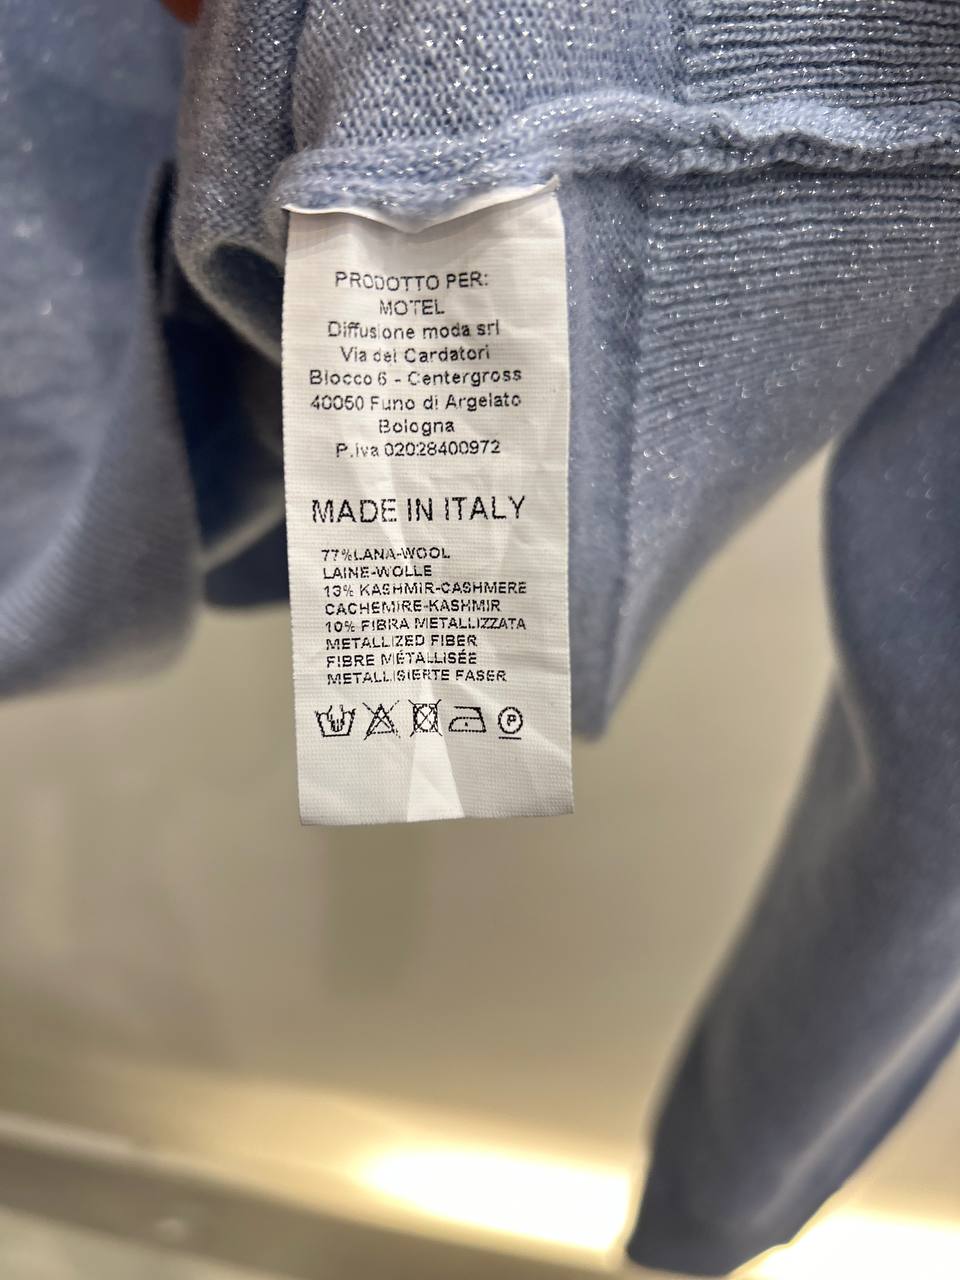 PRODOTTO PER:
MOTEL
Diffusione moda srl
Via dei Cardatori
Blocco 6 - Centergross
40050 Funo di Argelato
Bologna
P.iva 02028400972
MADE IN ITALY
77%LANA-WOOL
LAINE-WOLLE
13% KASHMIR-CASHMERE
CACHEMIRE-KASHMIR
10% FIBRA METALLIZZATA
METALLIZED FIBER
FIBRE MÉTALLISÉE
METALLISIERTE FASER
P